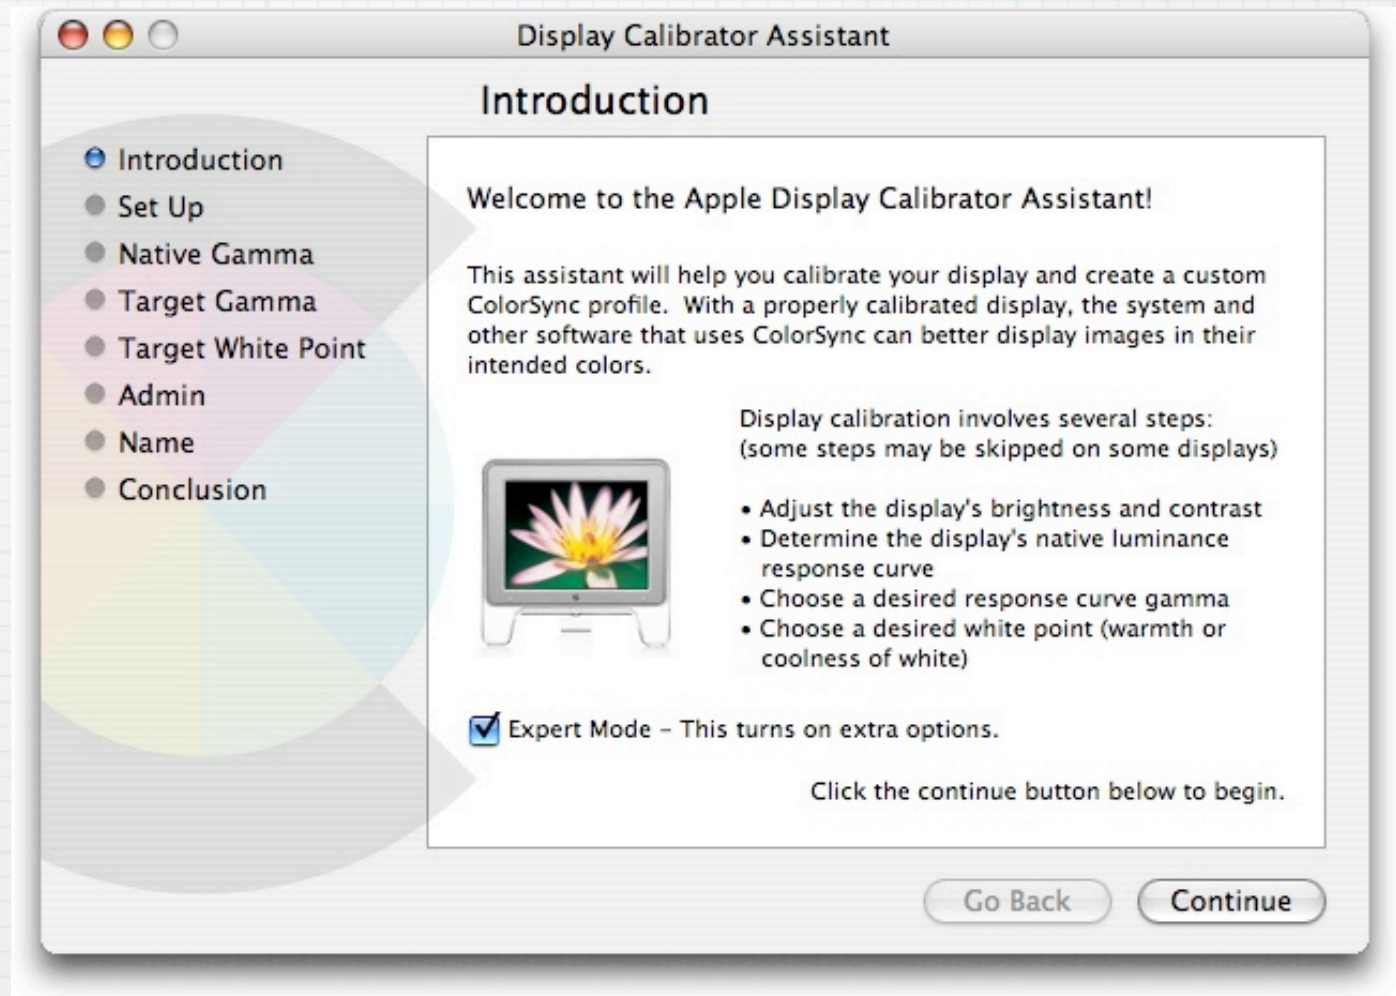 Display Calibrator Assistant
Introduction
Introduction
Set Up
Native Gamma
Target Gamma
Target White Point
Admin
Name
Conclusion
Welcome to the Apple Display Calibrator Assistant!
This assistant will help you calibrate your display and create a custom
ColorSync profile.  With a properly calibrated display, the system and
other software that uses ColorSync can better display images in their
intended colors.
Display calibration involves several steps:
(some steps may be skipped on some displays)
• Adjust the display's brightness and contrast
• Determine the display's native luminance
response curve
• Choose a desired response curve gamma
• Choose a desired white point (warmth or
coolness of white)
Expert Mode – This turns on extra options.
Click the continue button below to begin.
Go Back
Continue